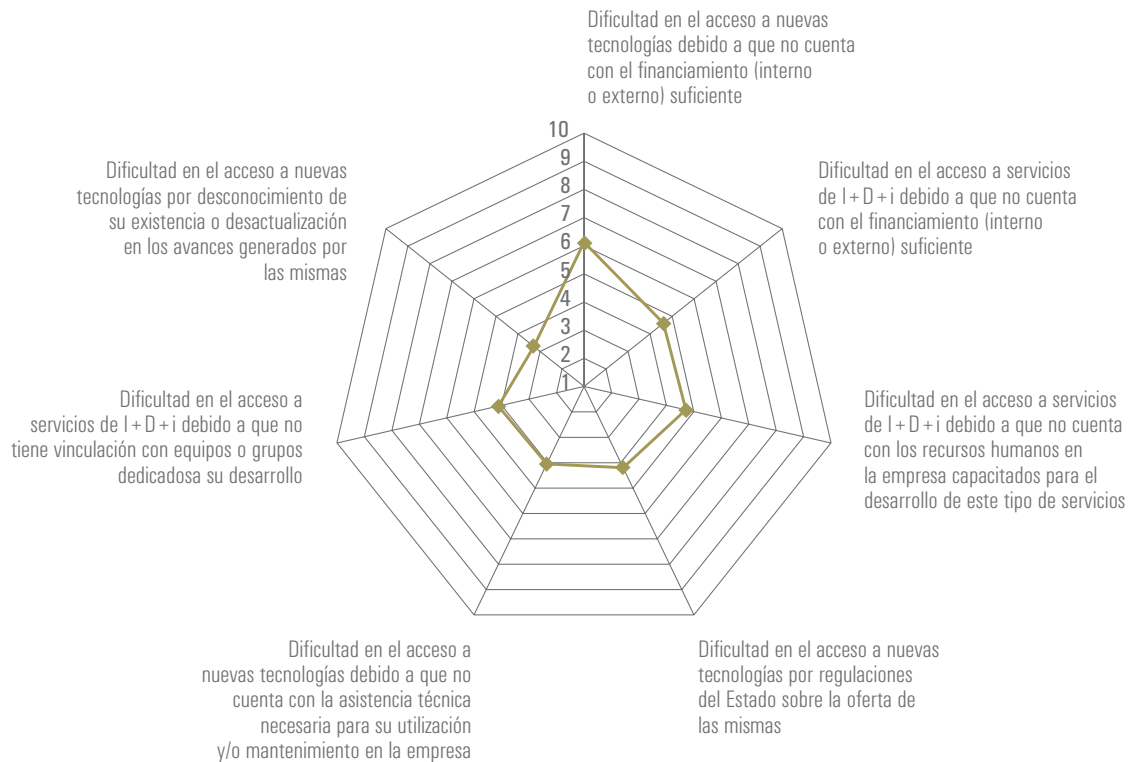 Dificultad en el acceso a nuevas
tecnologías debido a que no cuenta
con el financiamiento (interno
o externo) suficiente
10
9
8
7
6
5
4
3
2
1
Dificultad en el acceso a servicios
de I+D+i debido a que no cuenta
con el financiamiento (interno
o externo) suficiente
Dificultad en el acceso a servicios
de I+D+i debido a que no cuenta
con los recursos humanos en
la empresa capacitados para el
desarrollo de este tipo de servicios
Dificultad en el acceso a nuevas
tecnologías por regulaciones
del Estado sobre la oferta de
las mismas
Dificultad en el acceso a
nuevas tecnologías debido a que no
cuenta con la asistencia técnica
necesaria para su utilización
y/o mantenimiento en la empresa
Dificultad en el acceso a
servicios de I+D+i debido a que no
tiene vinculación con equipos o grupos
dedicadosa su desarrollo
Dificultad en el acceso a nuevas
tecnologías por desconocimiento de
su existencia o desactualización
en los avances generados por
las mismas